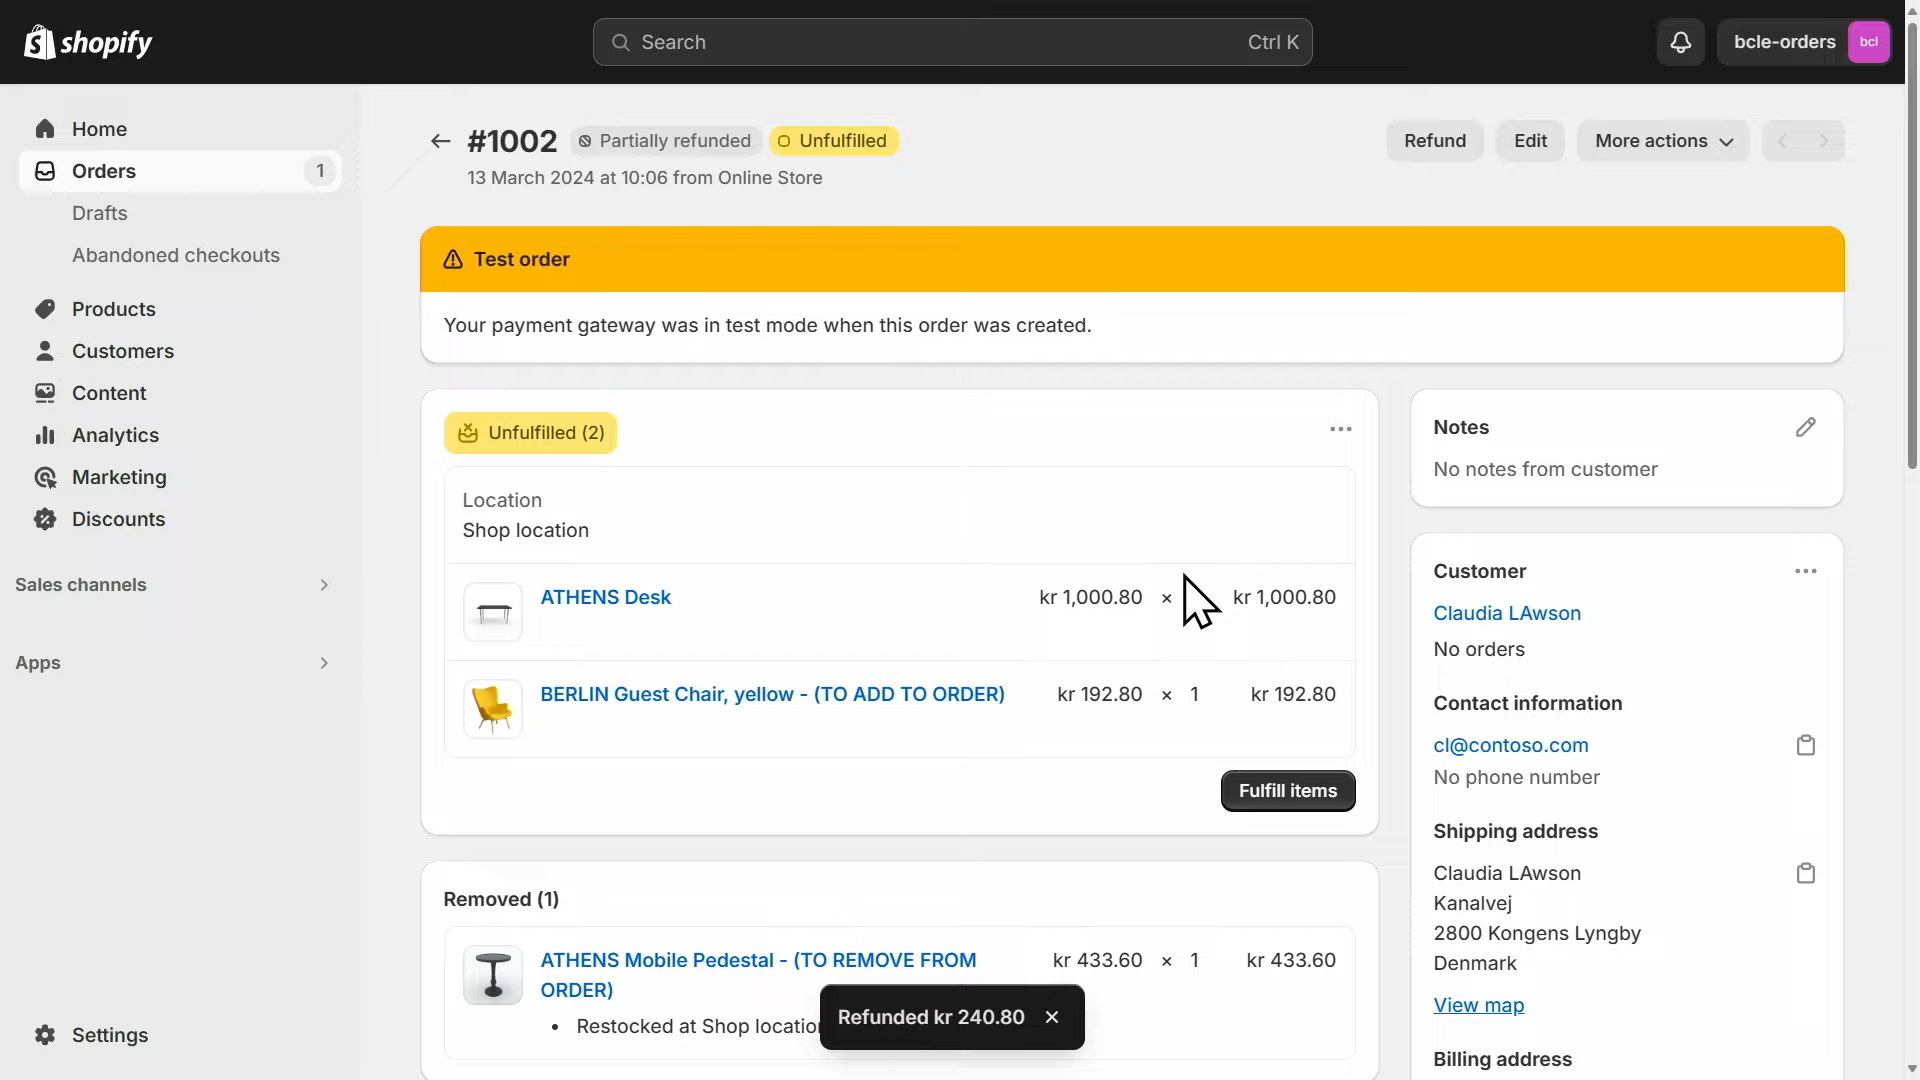 shopify
Search
Ctrl K
bcle-orders
bcl
Home
Orders
1
Drafts
Abandoned checkouts
Products
Customers
Content
Analytics
Marketing
Discounts
Sales channels
Apps
Settings
#1002
Partially refunded
Unfulfilled
13 March 2024 at 10:06 from Online Store
Refund
Edit
More actions
Test order
Your payment gateway was in test mode when this order was created.
Unfulfilled (2)
Location
Shop location
ATHENS Desk
kr 1,000.80 ×
kr 1,000.80
BERLIN Guest Chair, yellow - (TO ADD TO ORDER)
kr 192.80 × 1
kr 192.80
Fulfill items
Removed (1)
ATHENS Mobile Pedestal - (TO REMOVE FROM
ORDER)
kr 433.60 × 1
kr 433.60
Restocked at Shop location
Refunded kr 240.80
Notes
No notes from customer
Customer
Claudia LAwson
No orders
Contact information
cl@contoso.com
No phone number
Shipping address
Claudia LAwson
Kanalvej
2800 Kongens Lyngby
Denmark
View map
Billing address